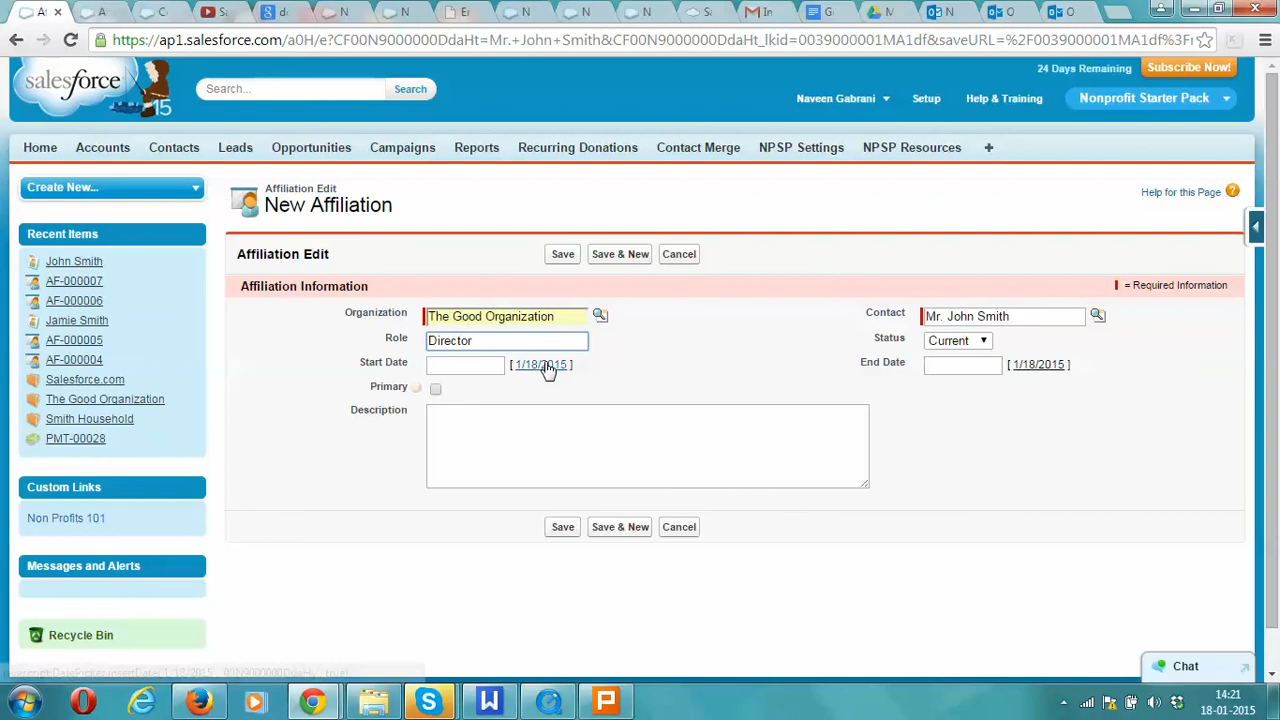 https://ap1.salesforce.com/a0H/e?CF00N9000000DdaHt=Mr.+John+Smith&CF00N9000000DdaHt_lkid=0039000001MA1df&saveURL=%2F0039000001MA1df%3Fr
salesforce
15
Search...
Search
24 Days Remaining
Subscribe Now!
Naveen Gabrani
Setup
Help & Training
Nonprofit Starter Pack
Home
Accounts
Contacts
Leads
Opportunities
Campaigns
Reports
Recurring Donations
Contact Merge
NPSP Settings
NPSP Resources
+
Create New...
Recent Items
John Smith
AF-000007
AF-000006
Jamie Smith
AF-000005
AF-000004
Salesforce.com
The Good Organization
Smith Household
PMT-00028
Custom Links
Non Profits 101
Messages and Alerts
Recycle Bin
Affiliation Edit
New Affiliation
Help for this Page
Affiliation Edit
Save
Save & New
Cancel
Affiliation Information
= Required Information
Organization
The Good Organization
Contact
Mr. John Smith
Role
Director
Status
Current
Start Date
[ 1/18/2015 ]
End Date
[ 1/18/2015 ]
Primary
Description
Save
Save & New
Cancel
Chat
14:21
18-01-2015